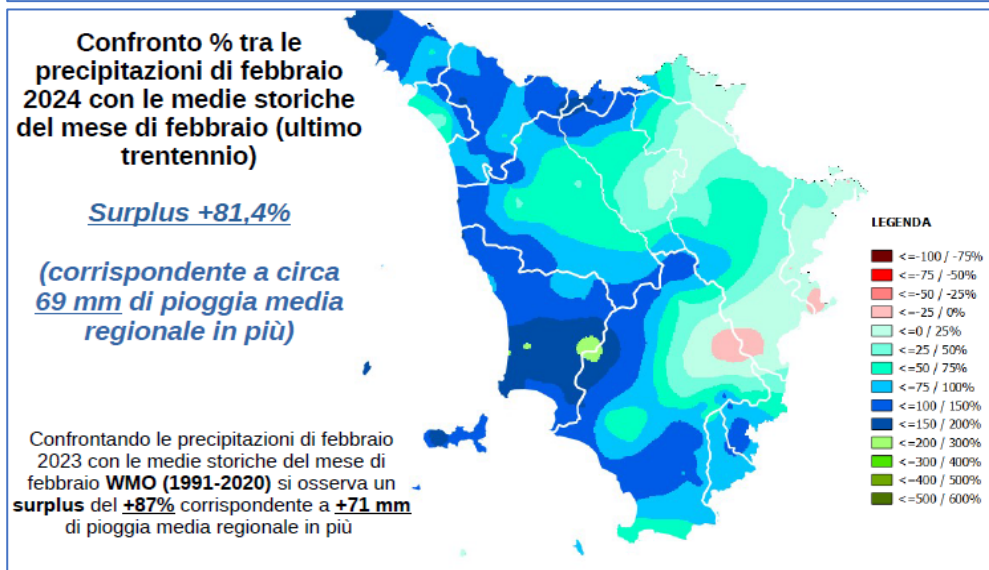 Confronto % tra le
precipitazioni di febbraio
2024 con le medie storiche
del mese di febbraio (ultimo
trentennio)
Surplus +81,4%
(corrispondente a circa
69 mm di pioggia media
regionale in più)
Confrontando le precipitazioni di febbraio
2023 con le medie storiche del mese di
febbraio WMO (1991-2020) si osserva un
surplus del +87% corrispondente a +71 mm
di pioggia media regionale in più
LEGENDA
<=-100 / -75%
<=-75 / -50%
<=-50 / -25%
<=-25 / 0%
<=0 / 25%
<=25 / 50%
<=50 / 75%
<=75 / 100%
<=100 / 150%
<=150 / 200%
<=200 / 300%
<=300 / 400%
<=400 / 500%
<=500 / 600%